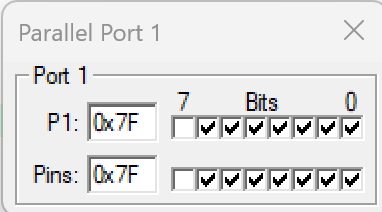 Parallel Port 1
Port 1
7 Bits 0
P1: 0x7F
Pins: 0x7F